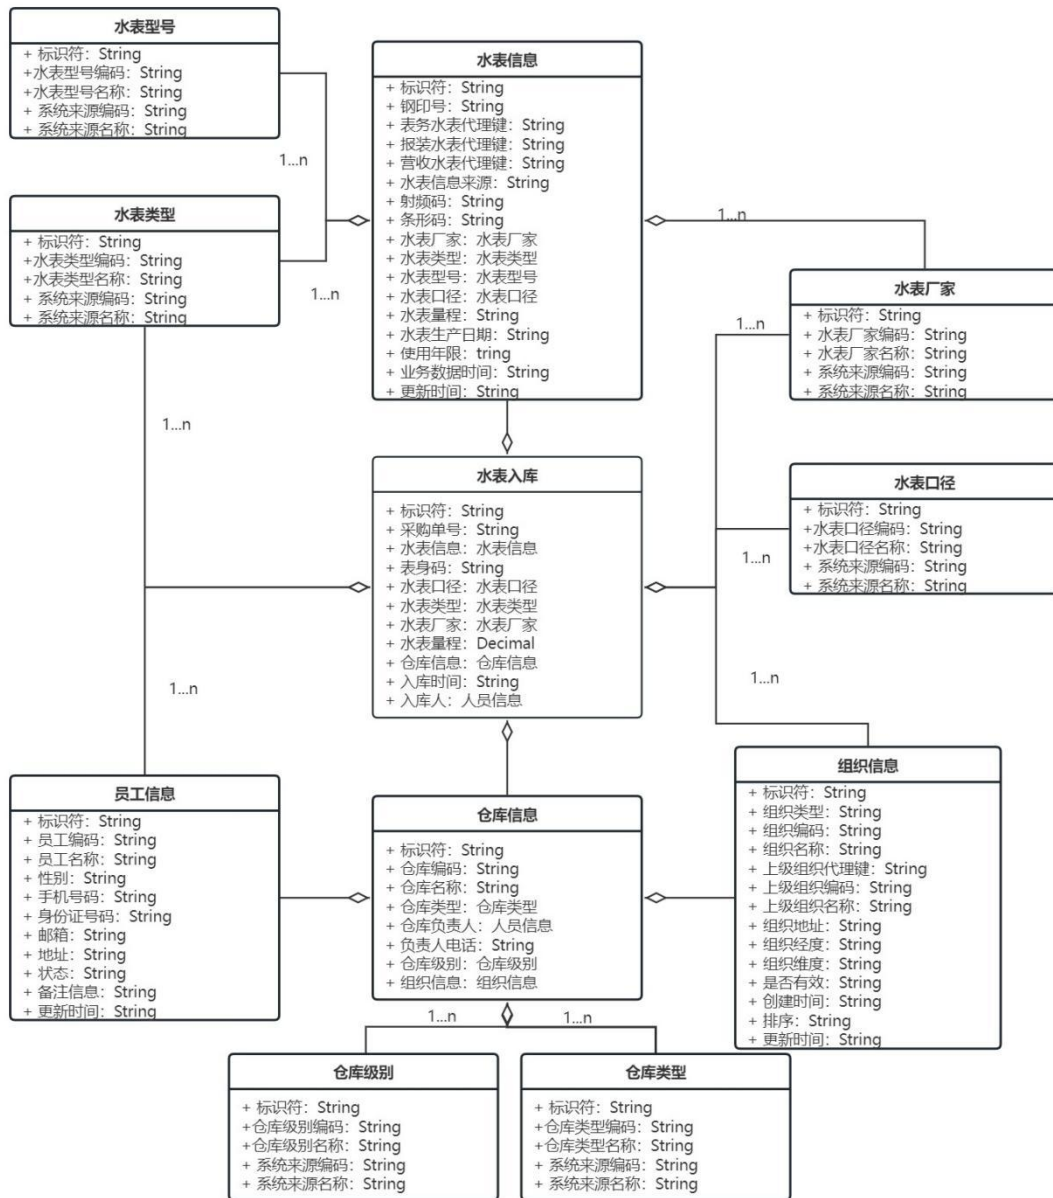 水表型号
+ 标识符：String
+水表型号编码：String
+水表型号名称：String
+ 系统来源编码：String
+ 系统来源名称：String
1...n
水表类型
+ 标识符：String
+水表类型编码：String
+水表类型名称：String
+ 系统来源编码：String
+ 系统来源名称：String
1...n
水表信息
+ 标识符：String
+ 钢印号：String
+ 表务水表代理键：String
+ 报装水表代理键：String
+ 营收水表代理键：String
+ 水表信息来源：String
+ 射频码：String
+ 条形码：String
+ 水表厂家：水表厂家
+ 水表类型：水表类型
+ 水表型号：水表型号
+ 水表口径：水表口径
+ 水表量程：String
+ 水表生产日期：String
+ 使用年限：tring
+ 业务数据时间：String
+ 更新时间：String
1...n
水表厂家
+ 标识符：String
+ 水表厂家编码：String
+ 水表厂家名称：String
+ 系统来源编码：String
+ 系统来源名称：String
1...n
1...n
水表入库
+ 标识符：String
+ 采购单号：String
+ 水表信息：水表信息
+ 表身码：String
+ 水表口径：水表口径
+ 水表类型：水表类型
+ 水表厂家：水表厂家
+ 水表量程：Decimal
+ 仓库信息：仓库信息
+ 入库时间：String
+ 入库人：人员信息
水表口径
+ 标识符：String
+水表口径编码：String
+水表口径名称：String
+ 系统来源编码：String
+ 系统来源名称：String
1...n
1...n
1...n
员工信息
+ 标识符：String
+ 员工编码：String
+ 员工名称：String
+ 性别：String
+ 手机号码：String
+ 身份证号码：String
+ 邮箱：String
+ 地址：String
+ 状态：String
+ 备注信息：String
+ 更新时间：String
仓库信息
+ 标识符：String
+ 仓库编码：String
+ 仓库名称：String
+ 仓库类型：仓库类型
+ 仓库负责人：人员信息
+ 负责人电话：String
+ 仓库级别：仓库级别
+ 组织信息：组织信息
组织信息
+ 标识符：String
+ 组织类型：String
+ 组织编码：String
+ 组织名称：String
+ 上级组织代理键：String
+ 上级组织编码：String
+ 上级组织名称：String
+ 组织地址：String
+ 组织经度：String
+ 组织维度：String
+ 是否有效：String
+ 创建时间：String
+ 排序：String
+ 更新时间：String
1...n
1...n
仓库级别
+ 标识符：String
+仓库级别编码：String
+仓库级别名称：String
+ 系统来源编码：String
+ 系统来源名称：String
仓库类型
+ 标识符：String
+仓库类型编码：String
+仓库类型名称：String
+ 系统来源编码：String
+ 系统来源名称：String